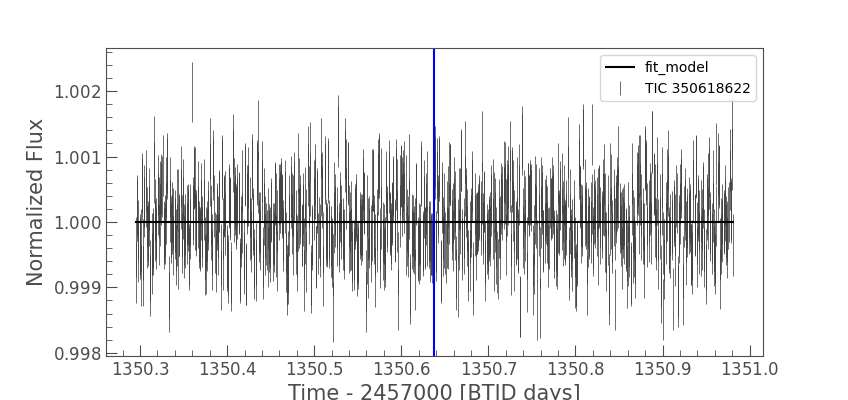 fit_model
TIC 350618622
1.002
1.001
1.000
0.999
0.998
Normalized Flux
1350.3 1350.4 1350.5 1350.6 1350.7 1350.8 1350.9 1351.0
Time - 2457000 [BTJD days]